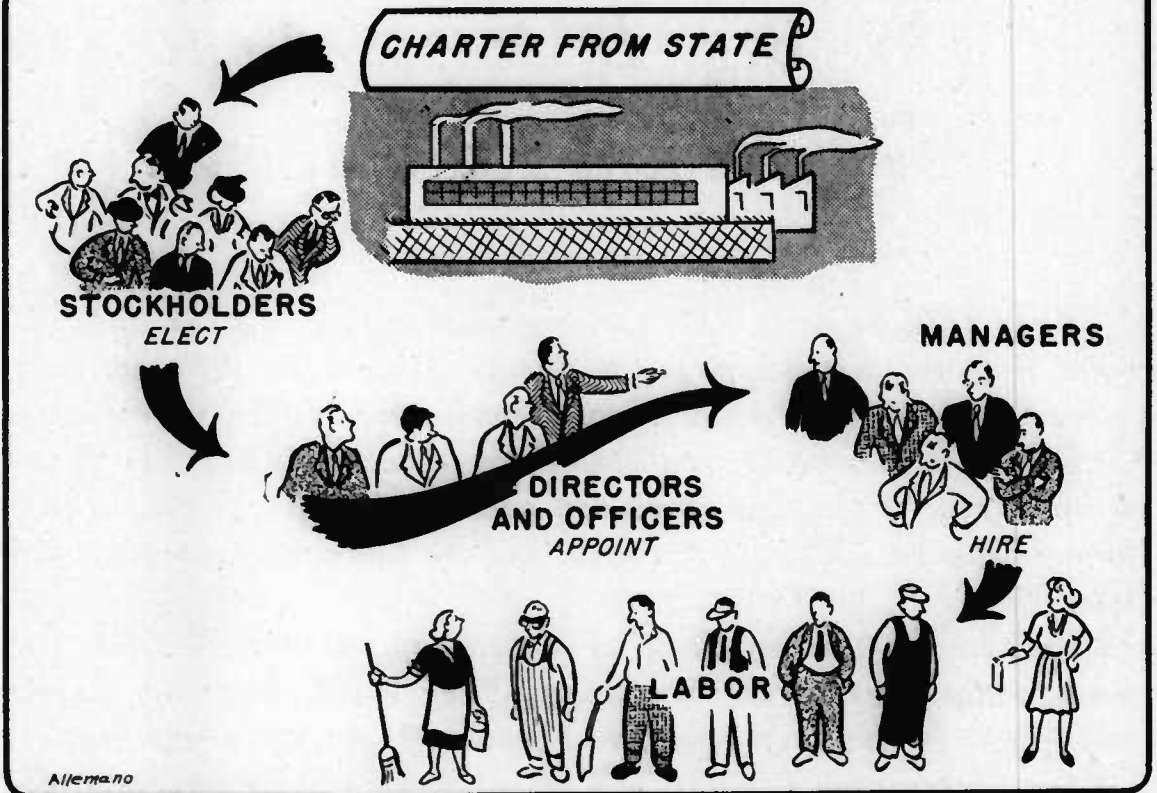 CHARTER FROM STATE
STOCKHOLDERS
ELECT
MANAGERS
DIRECTORS
AND OFFICERS
APPOINT
HIRE
LABOR
Allemano